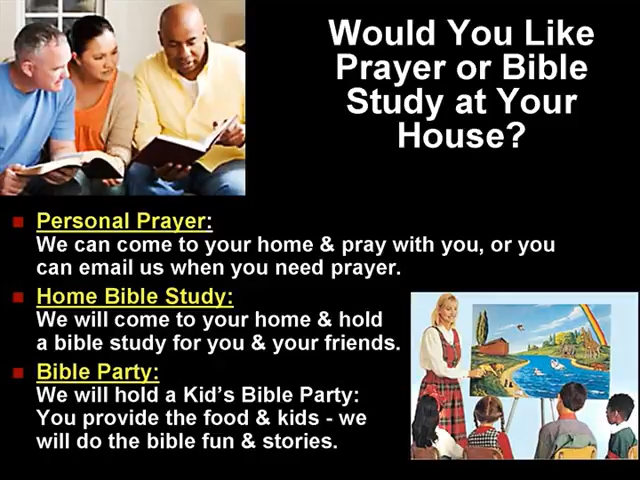 Would You Like
Prayer or Bible
Study at Your
House?
Personal Prayer:
We can come to your home & pray with you, or you
can email us when you need prayer.
Home Bible Study:
We will come to your home & hold
a bible study for you & your friends.
Bible Party:
We will hold a Kid's Bible Party:
You provide the food & kids - we
will do the bible fun & stories.